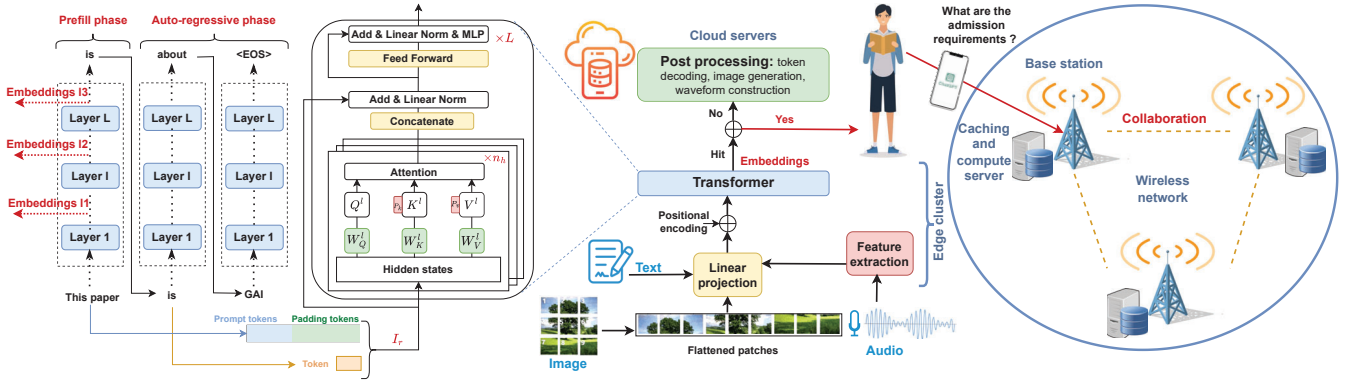 Prefill phase
Auto-regressive phase
is
about
<EOS>
Embeddings I3
Layer L
Layer L
Layer L
Embeddings I2
Layer I
Layer I
Layer I
Embeddings I1
Layer 1
Layer 1
Layer 1
This paper
is
GAI
Prompt tokens
Padding tokens
Token
I_r
Add & Linear Norm & MLP
×L
Feed Forward
Add & Linear Norm
Concatenate
×n_h
Attention
Q^l
P_k
K^l
V^l
W_Q^l
W_K^l
W_V^l
Hidden states
Cloud servers
Post processing: token
decoding, image generation,
waveform construction
No
Yes
Hit
Embeddings
Transformer
Positional
encoding
Text
Linear
projection
Feature
extraction
Image
Flattened patches
Audio
Edge cluster
What are the
admission
requirements ?
Base station
Collaboration
Caching
and
compute
server
Wireless
network